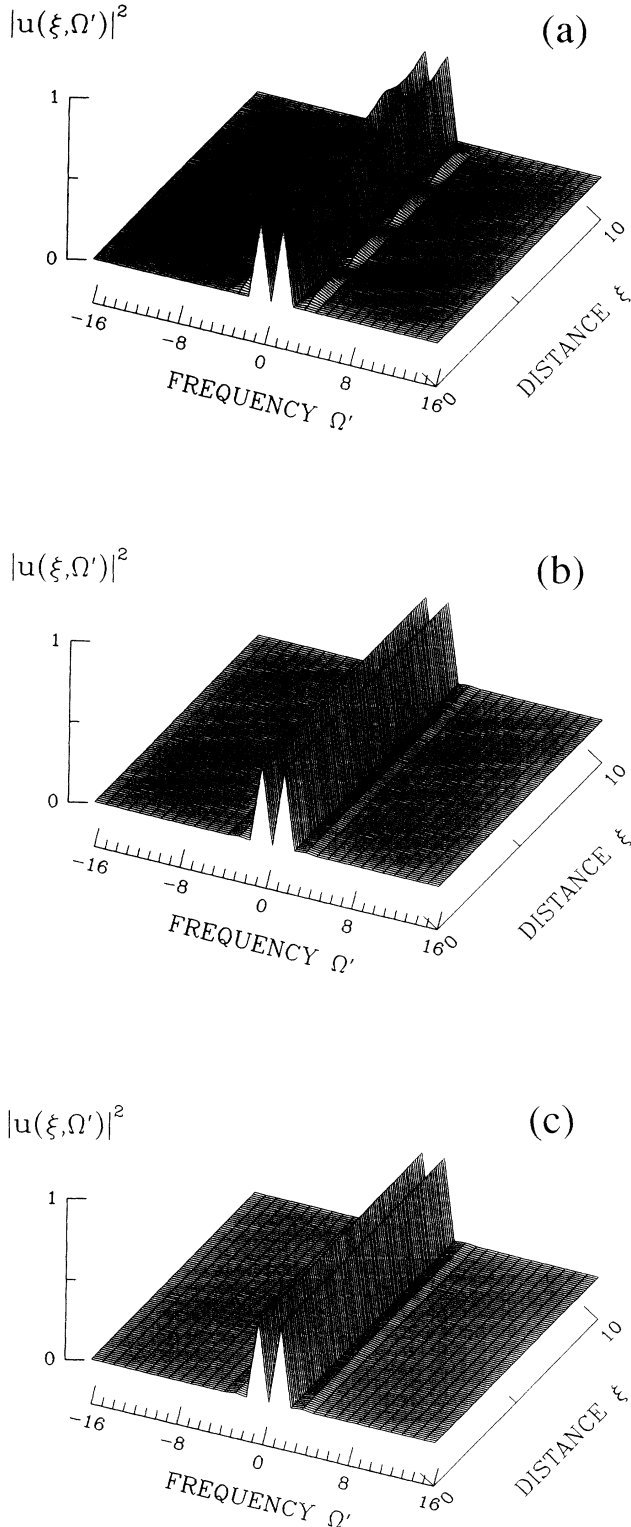 |u(ξ,Ω′)|²
(a)
1
0
−16
−8
0
8
16
0
10
FREQUENCY Ω′
DISTANCE ξ
|u(ξ,Ω′)|²
(b)
1
0
−16
−8
0
8
16
0
10
FREQUENCY Ω′
DISTANCE ξ
|u(ξ,Ω′)|²
(c)
1
0
−16
−8
0
8
16
0
10
FREQUENCY Ω′
DISTANCE ξ